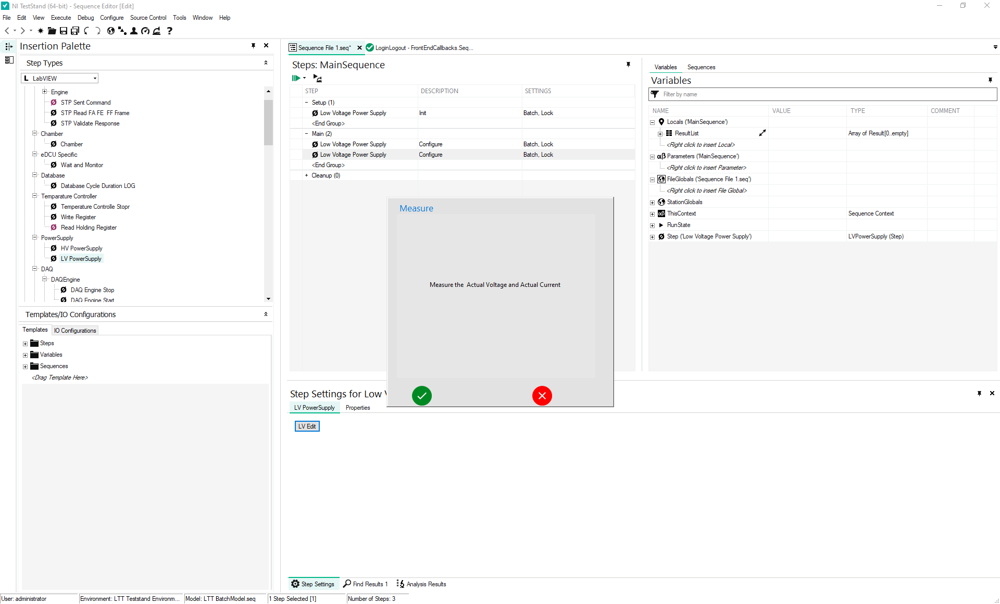 NI TestStand (64-bit) - Sequence Editor [Edit]
File Edit View Execute Debug Configure Source Control Tools Window Help
Insertion Palette
Step Types
LabVIEW
Engine
STP Sent Command
STP Read FA FE  FF Frame
STP Validate Response
Chamber
Chamber
eDCU Specific
Wait and Monitor
Database
Database Cycle Duration LOG
Temparature Controller
Temperature Controlle Stopr
Write Register
Read Holding Register
PowerSupply
HV PowerSupply
LV PowerSupply
DAQ
DAQEngine
DAQ Engine Stop
DAQ Engine Start
Templates/IO Configurations
Templates IO Configurations
Steps
Variables
Sequences
<Drag Template Here>
Sequence File 1.seq* LoginLogout - FrontEndCallbacks.Seq...
Steps: MainSequence
STEP DESCRIPTION SETTINGS
Setup (1)
Low Voltage Power Supply Init Batch, Lock
<End Group>
Main (2)
Low Voltage Power Supply Configure Batch, Lock
Low Voltage Power Supply Configure Batch, Lock
<End Group>
Cleanup (0)
Measure
Measure the  Actual Voltage and Actual Current
Variables Sequences
Variables
Filter by name
NAME VALUE TYPE COMMENT
Locals ('MainSequence')
ResultList Array of Result[0..empty]
<Right click to insert Local>
Parameters ('MainSequence')
<Right click to insert Parameter>
FileGlobals ('Sequence File 1.seq')
<Right click to insert File Global>
StationGlobals
ThisContext Sequence Context
RunState
Step ('Low Voltage Power Supply') LVPowerSupply (Step)
Step Settings for Low
LV PowerSupply Properties
LV Edit
Step Settings Find Results 1 Analysis Results
User: administrator Environment: LTT Teststand Environm... Model: LTT BatchModel.seq 1 Step Selected [1] Number of Steps: 3